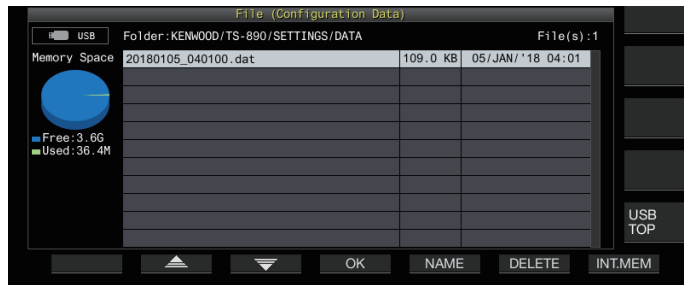 File (Configuration Data)
USB
Folder:KENWOOD/TS-890/SETTINGS/DATA
File(s):1
Memory Space
20180105_040100.dat
109.0 KB
05/JAN/'18 04:01
Free:3.6G
Used:36.4M
USB
TOP
OK
NAME
DELETE
INT.MEM